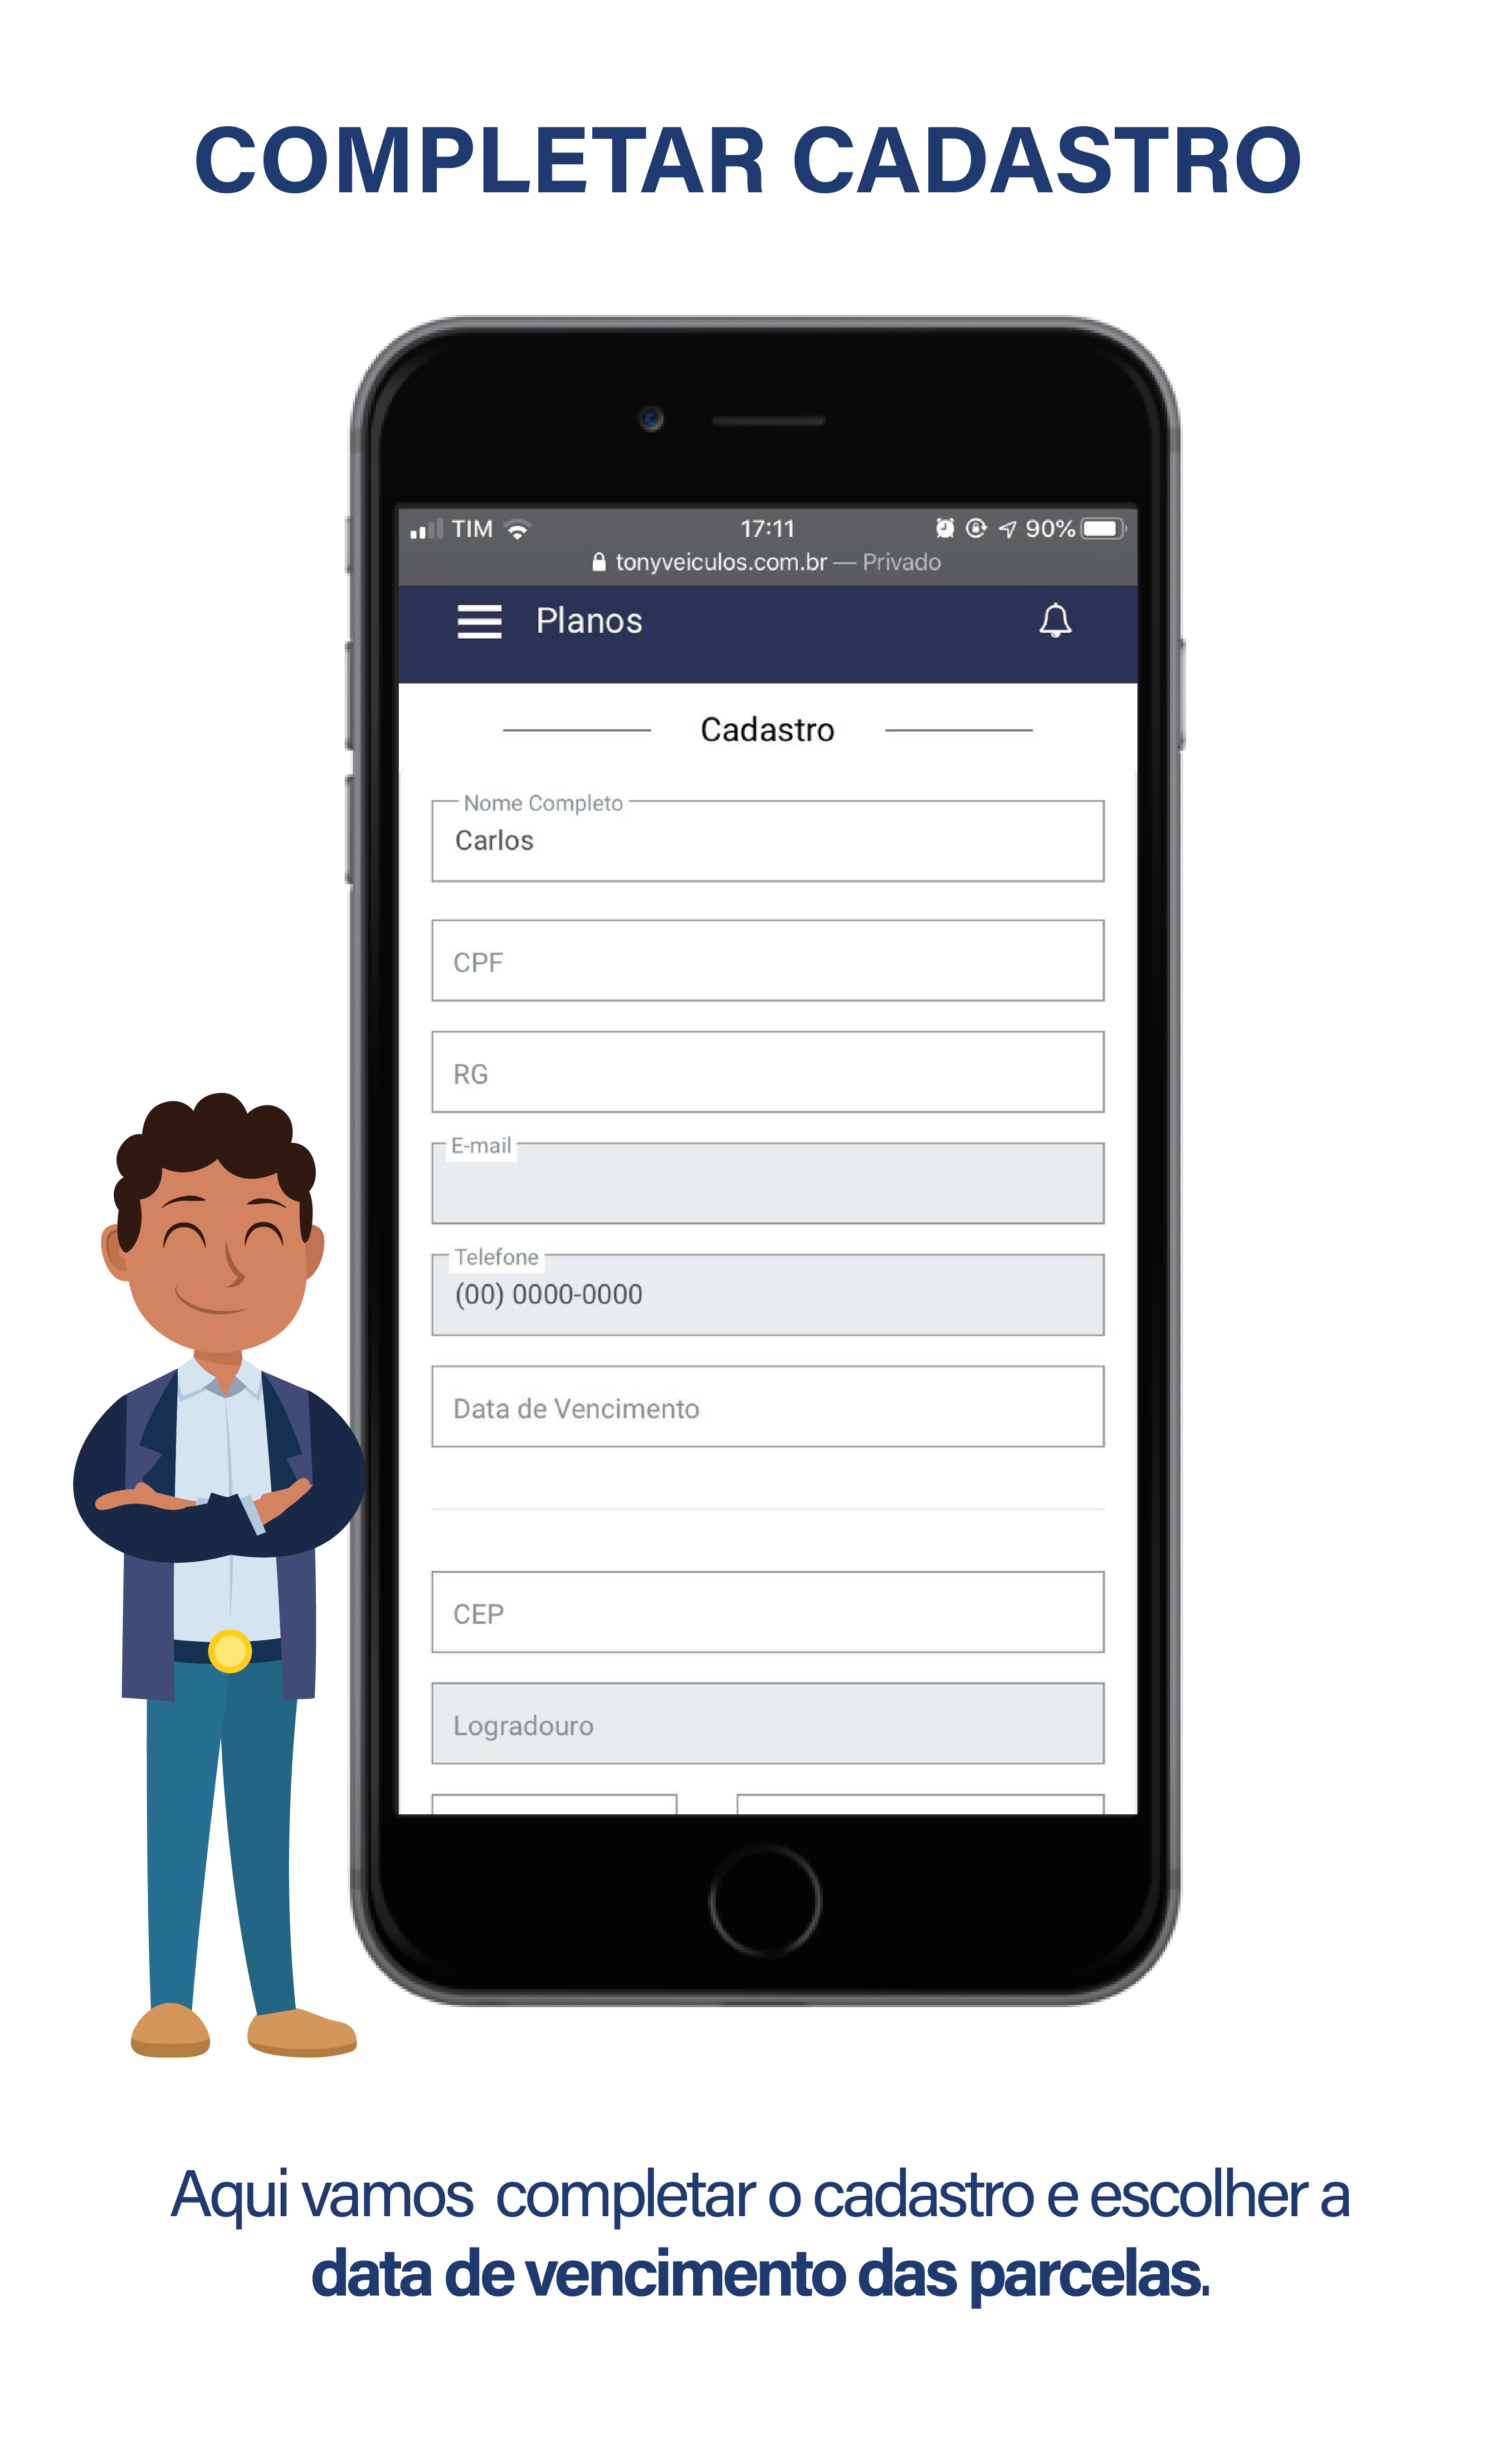 COMPLETAR CADASTRO
TIM 17:11 90%
tonyveiculos.com.br — Privado
Planos
Cadastro
Nome Completo
Carlos
CPF
RG
E-mail
Telefone
(00) 0000-0000
Data de Vencimento
CEP
Logradouro
Aqui vamos completar o cadastro e escolher a
data de vencimento das parcelas.